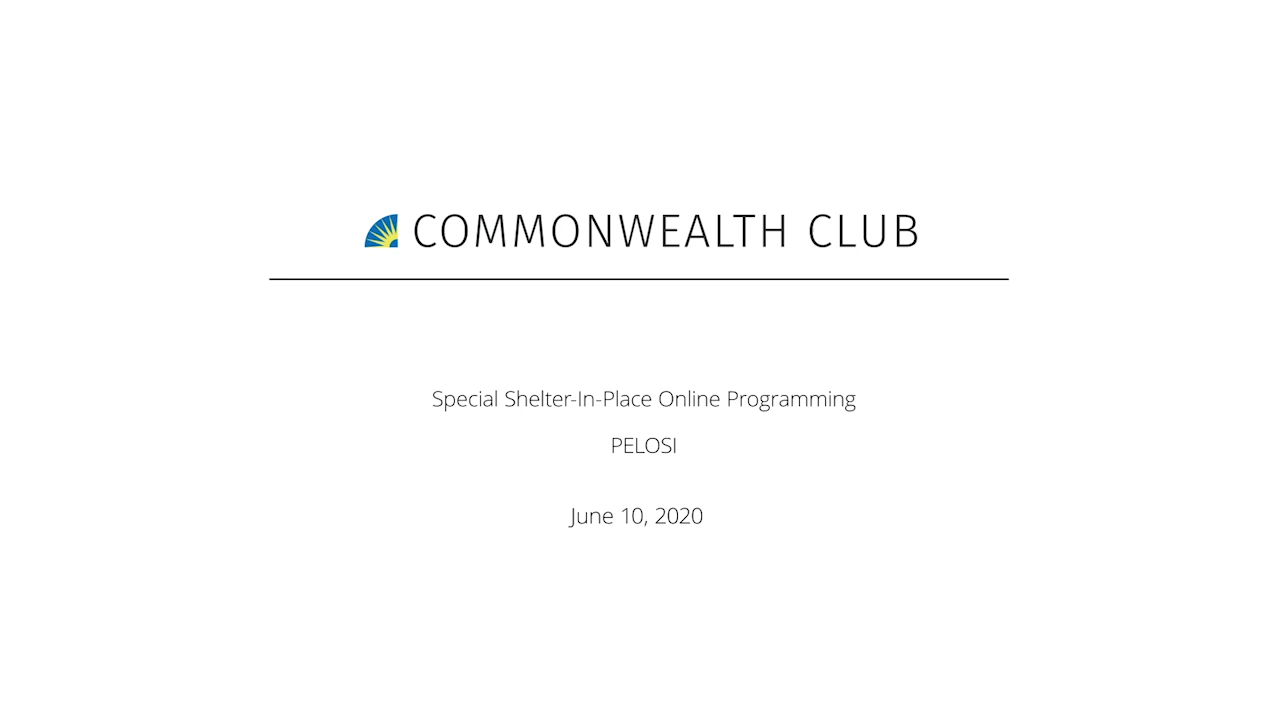 COMMONWEALTH CLUB
Special Shelter-In-Place Online Programming
PELOSI
June 10, 2020